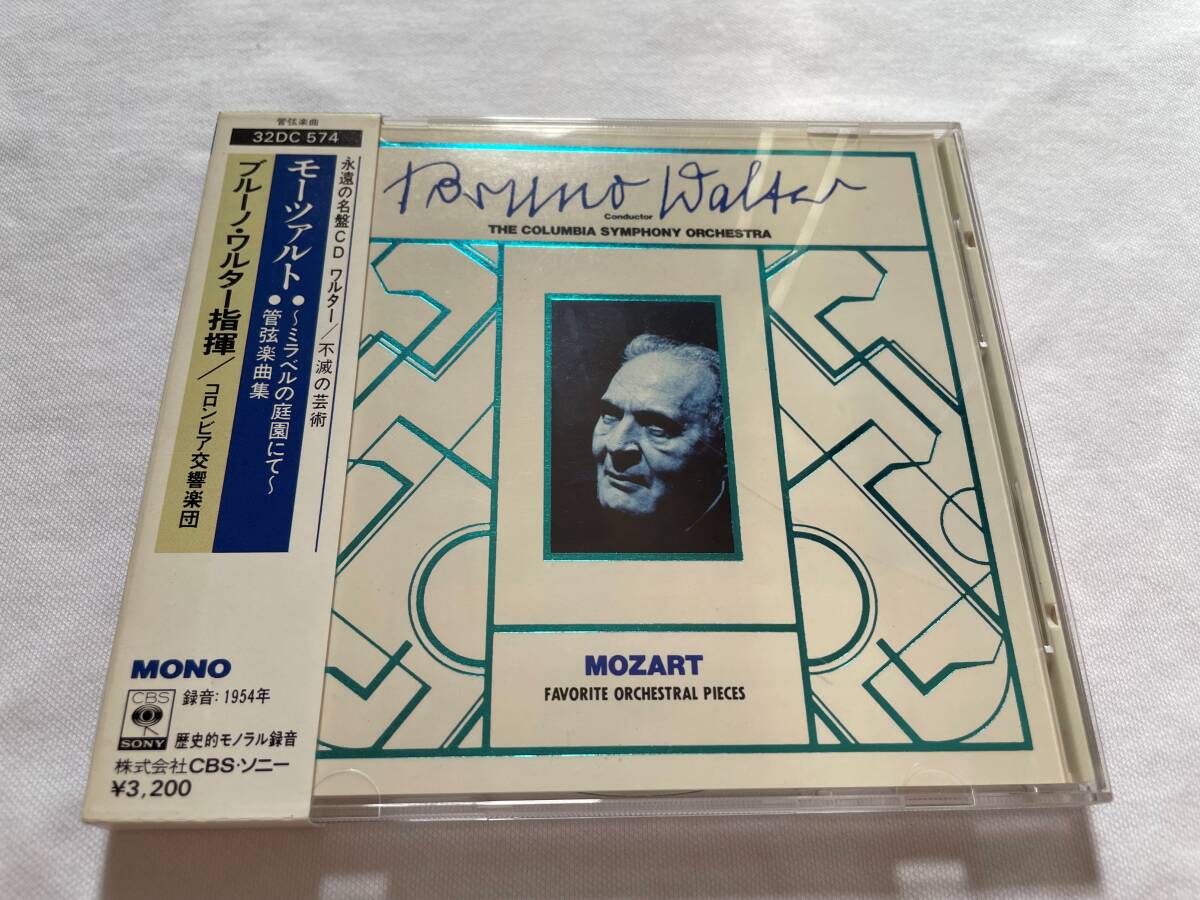 管弦楽曲
32DC 574
永遠の名盤CD ワルター/不滅の芸術
モーツァルト:●~ミラベルの庭園にて~
●管弦楽曲集
ブルーノ・ワルター指揮/コロンビア交響楽団
MONO
CBS
SONY
録音:1954年
歴史的モノラル録音
株式会社CBS・ソニー
¥3,200
Bruno Walter
Conductor
THE COLUMBIA SYMPHONY ORCHESTRA
MOZART
FAVORITE ORCHESTRAL PIECES